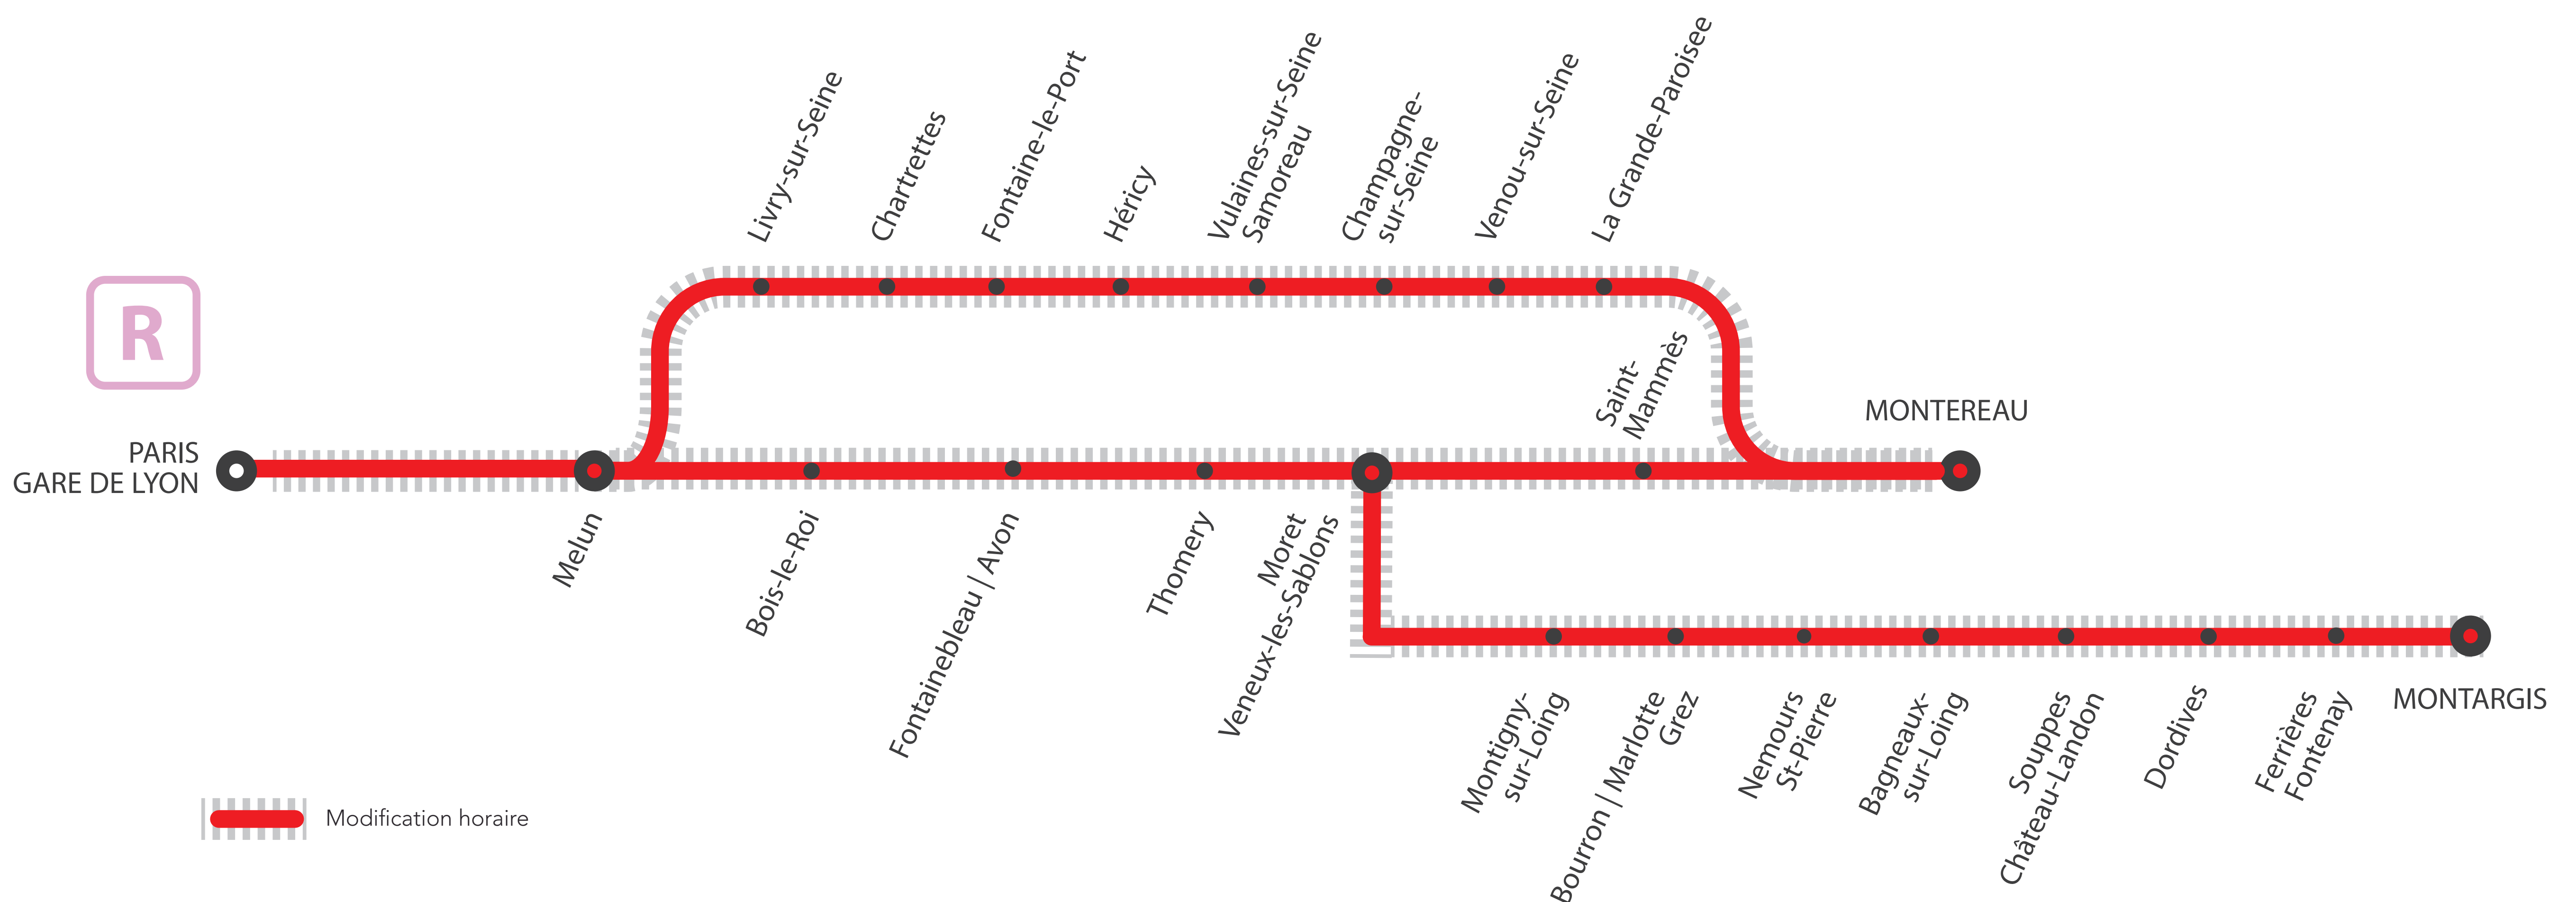 Livry-sur-Seine
Chartrettes
Fontaine-le-Port
Héricy
Vulaines-sur-Seine
Samoreau
Champagne-
sur-Seine
Venou-sur-Seine
La Grande-Paroisee
R
PARIS
GARE DE LYON
Saint-
Mammès
MONTEREAU
Melun
Bois-le-Roi
Fontainebleau | Avon
Thomery
Moret
Veneux-les-Sablons
Montigny-
sur-Loing
Bourron | Marlotte
Grez
Nemours
St-Pierre
Bagneaux-
sur-Loing
Souppes
Château-Landon
Dordives
Ferrières
Fontenay
MONTARGIS
Modification horaire